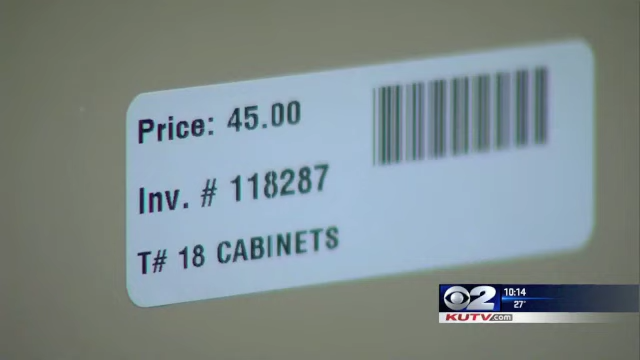 Price: 45.00
Inv. # 118287
T# 18 CABINETS
2 10:14
27°
KUTV.com